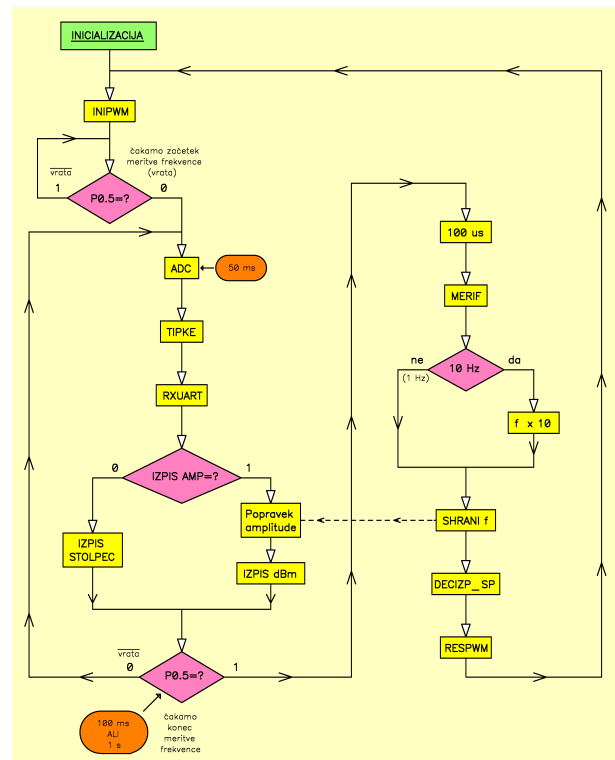 INICIALIZACIJA
INIPWM
čakamo začetek
meritve frekvence
(vrata)
vrata
1
P0.5=?
0
ADC
50 ms
TIPKE
RXUART
0
IZPIS AMP=?
1
IZPIS
STOLPEC
Popravek
amplitude
IZPIS dBm
vrata
0
P0.5=?
1
100 ms
ALI
1 s
čakamo
konec
meritve
frekvence
100 us
MERIF
ne
(1 Hz)
10 Hz
da
f x 10
SHRANI f
DECIZP_SP
RESPWM